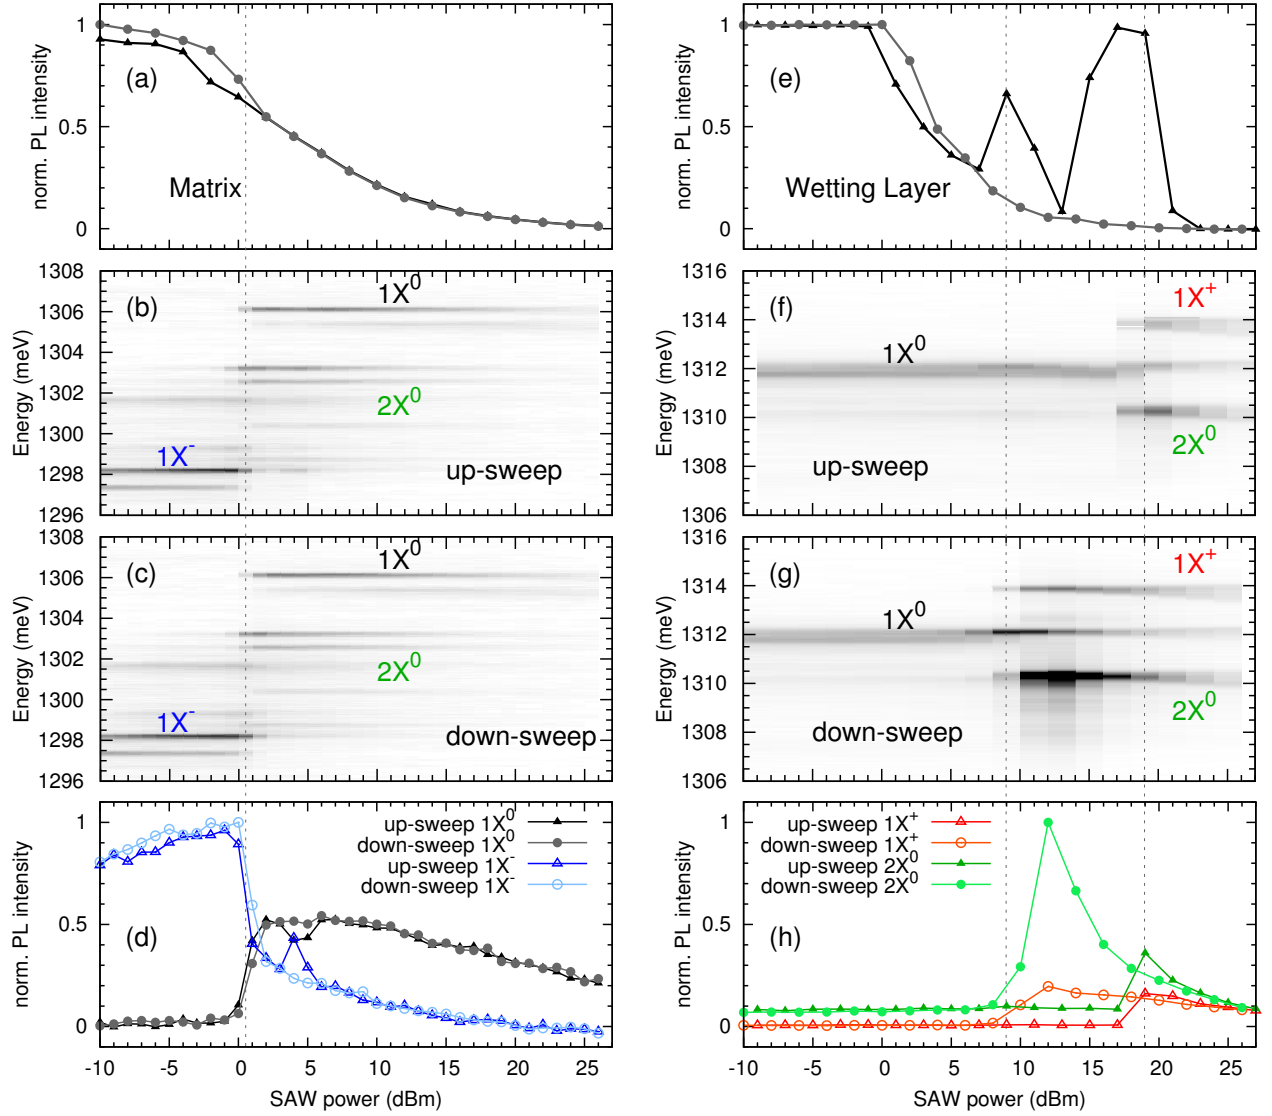 1
0.5
0
norm. PL intensity
(a)
Matrix
1308
1306
1304
1302
1300
1298
1296
Energy (meV)
(b)
1X⁰
2X⁰
1X⁻
up-sweep
1308
1306
1304
1302
1300
1298
1296
Energy (meV)
(c)
1X⁰
2X⁰
1X⁻
down-sweep
1
0.5
0
norm. PL intensity
(d)
up-sweep 1X⁰
down-sweep 1X⁰
up-sweep 1X⁻
down-sweep 1X⁻
-10 -5 0 5 10 15 20 25
SAW power (dBm)
1
0.5
0
norm. PL intensity
(e)
Wetting Layer
1316
1314
1312
1310
1308
1306
Energy (meV)
(f)
1X⁺
1X⁰
2X⁰
up-sweep
1316
1314
1312
1310
1308
1306
Energy (meV)
(g)
1X⁺
1X⁰
2X⁰
down-sweep
1
0.5
0
norm. PL intensity
(h)
up-sweep 1X⁺
down-sweep 1X⁺
up-sweep 2X⁰
down-sweep 2X⁰
-10 -5 0 5 10 15 20 25
SAW power (dBm)